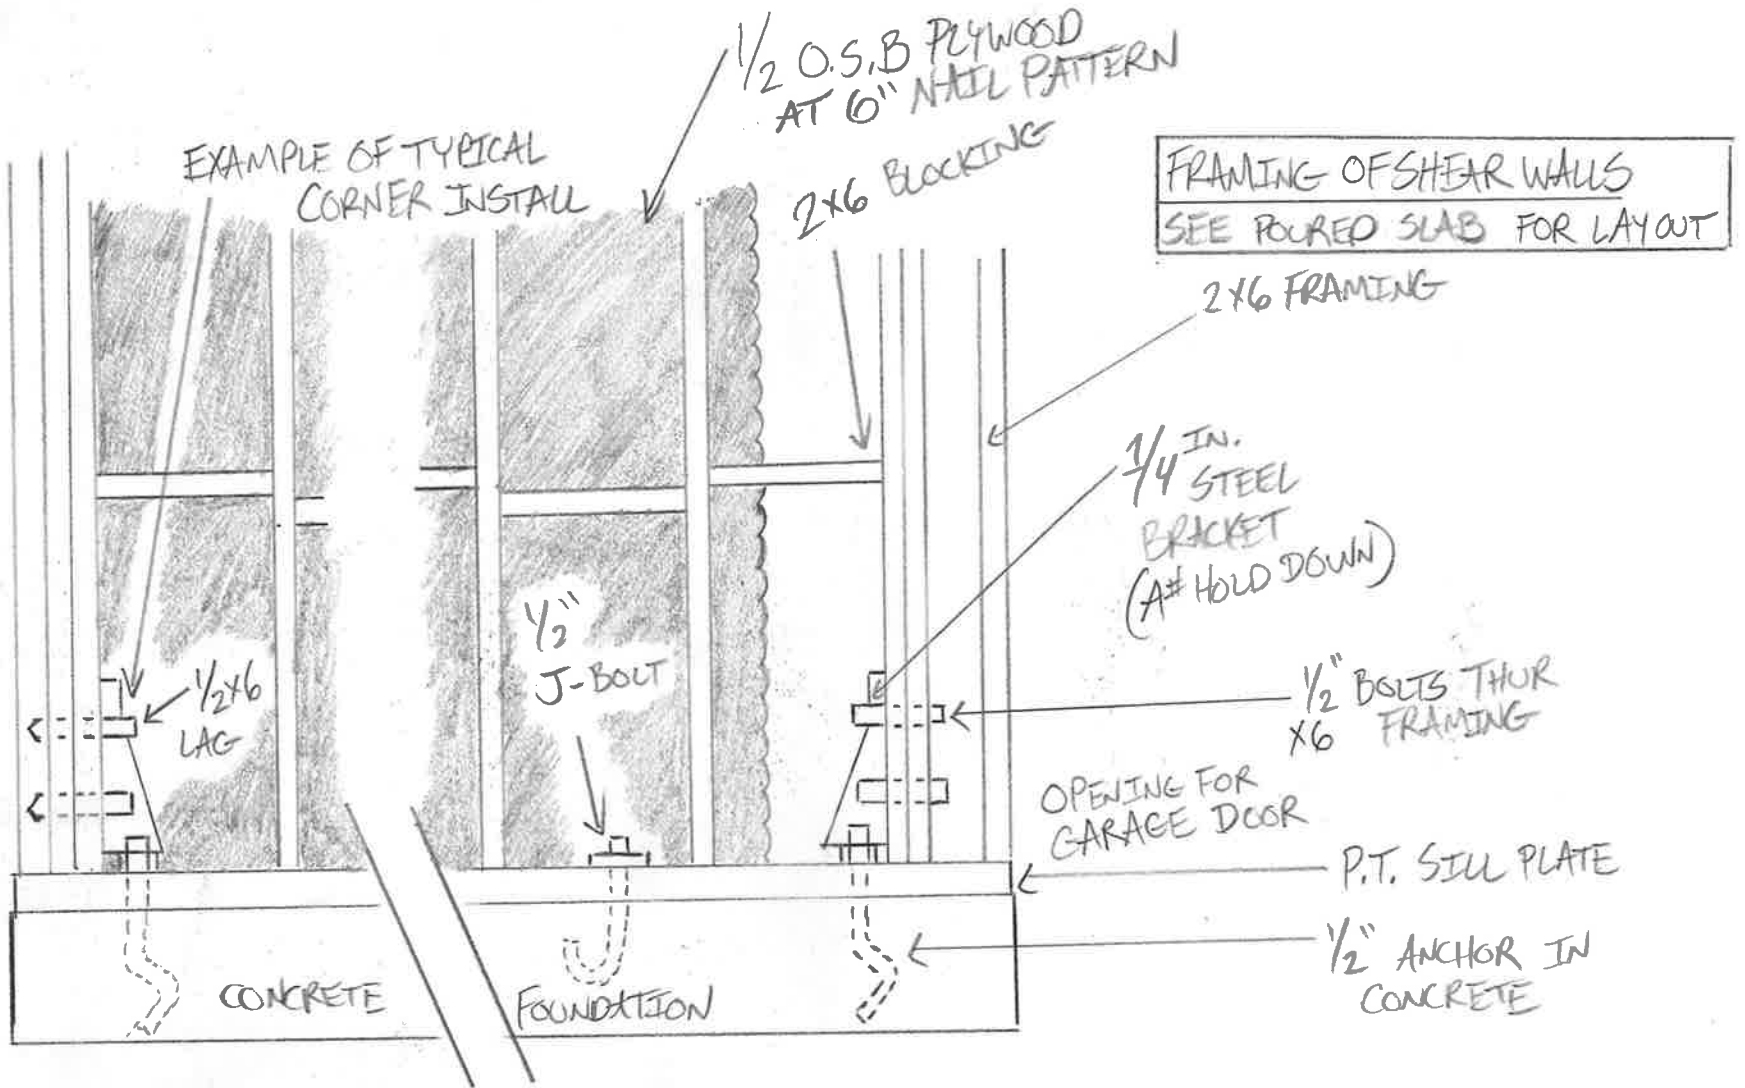 1/2 O.S.B PLYWOOD
AT 6" NAIL PATTERN
EXAMPLE OF TYPICAL
CORNER INSTALL
2X6 BLOCKING
FRAMING OF SHEAR WALLS
SEE POURED SLAB FOR LAYOUT
2X6 FRAMING
1/4 IN.
STEEL
BRACKET
(A# HOLD DOWN)
1/2"
J-BOLT
1/2X6
LAG
1/2" BOLTS THUR
X6 FRAMING
OPENING FOR
GARAGE DOOR
P.T. SILL PLATE
1/2" ANCHOR IN
CONCRETE
CONCRETE FOUNDATION